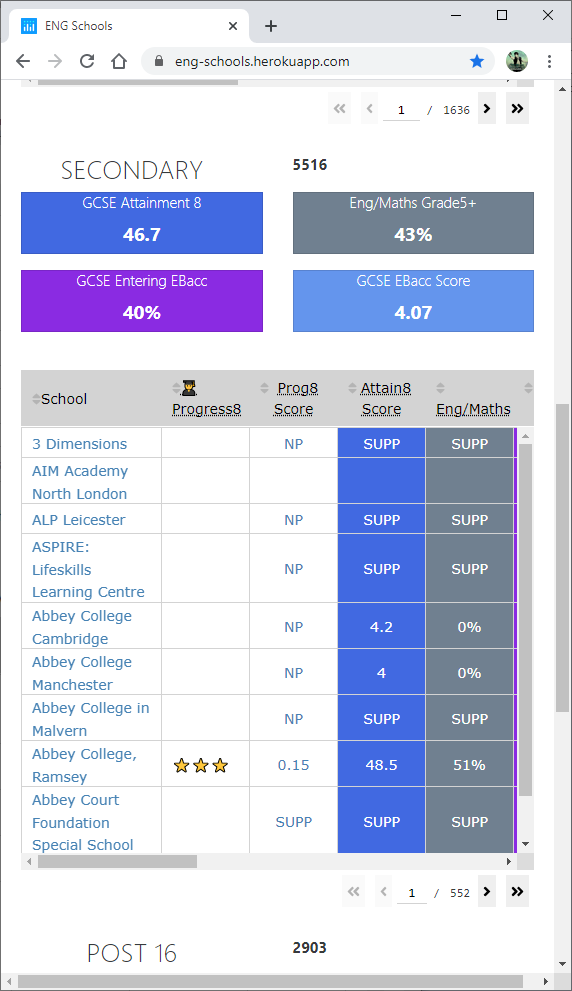 ENG Schools
eng-schools.herokuapp.com
1 / 1636
SECONDARY
5516
GCSE Attainment 8
46.7
Eng/Maths Grade5+
43%
GCSE Entering EBacc
40%
GCSE EBacc Score
4.07
School
Progress8
Prog8
Score
Attain8
Score
Eng/Maths
3 Dimensions NP SUPP SUPP
AIM Academy
North London
ALP Leicester NP SUPP SUPP
ASPIRE:
Lifeskills NP SUPP SUPP
Learning Centre
Abbey College
Cambridge NP 4.2 0%
Abbey College
Manchester NP 4 0%
Abbey College in
Malvern NP SUPP SUPP
Abbey College,
Ramsey 0.15 48.5 51%
Abbey Court
Foundation SUPP SUPP SUPP
Special School
1 / 552
POST 16
2903